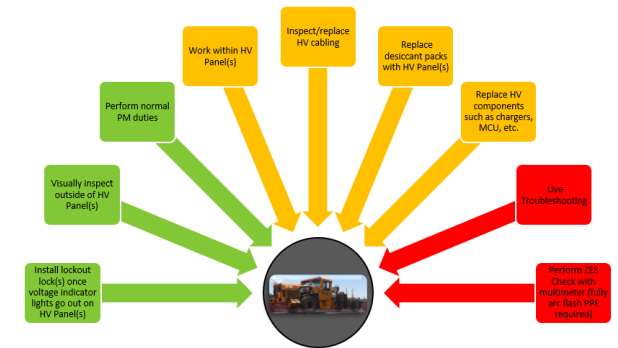 Inspect/replace
HV cabling
Work within HV
Panel(s)
Replace
desiccant packs
with HV Panel(s)
Perform normal
PM duties
Replace HV
components
such as chargers,
MCU, etc.
Visually inspect
outside of HV
Panel(s)
Live
Troubleshooting
Install lockout
lock(s) once
voltage indicator
lights go out on
HV Panel(s)
Perform ZES
Check with
multimeter (fully
arc flash PPE
required)